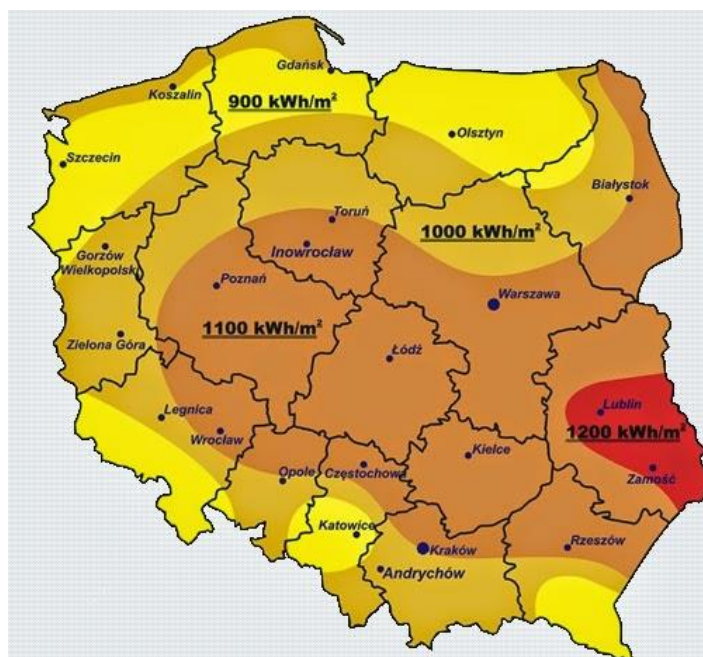 Gdańsk
Koszalin
900 kWh/m²
Olsztyn
Szczecin
Białystok
Toruń
1000 kWh/m²
Gorzów
Wielkopolsk
Inowrocław
Poznań
Warszawa
1100 kWh/m²
Zielona Góra
Łódź
Legnica
Lublin
Wrocław
1200 kWh/m²
Kielce
Opole
Częstochowa
Zamość
Katowice
Kraków
Rzeszów
Andrychów